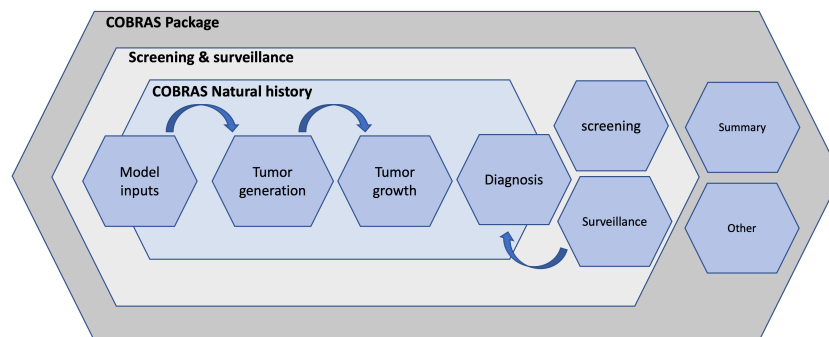 COBRAS Package
Screening & surveillance
COBRAS Natural history
Model
inputs
Tumor
generation
Tumor
growth
Diagnosis
screening
Surveillance
Summary
Other